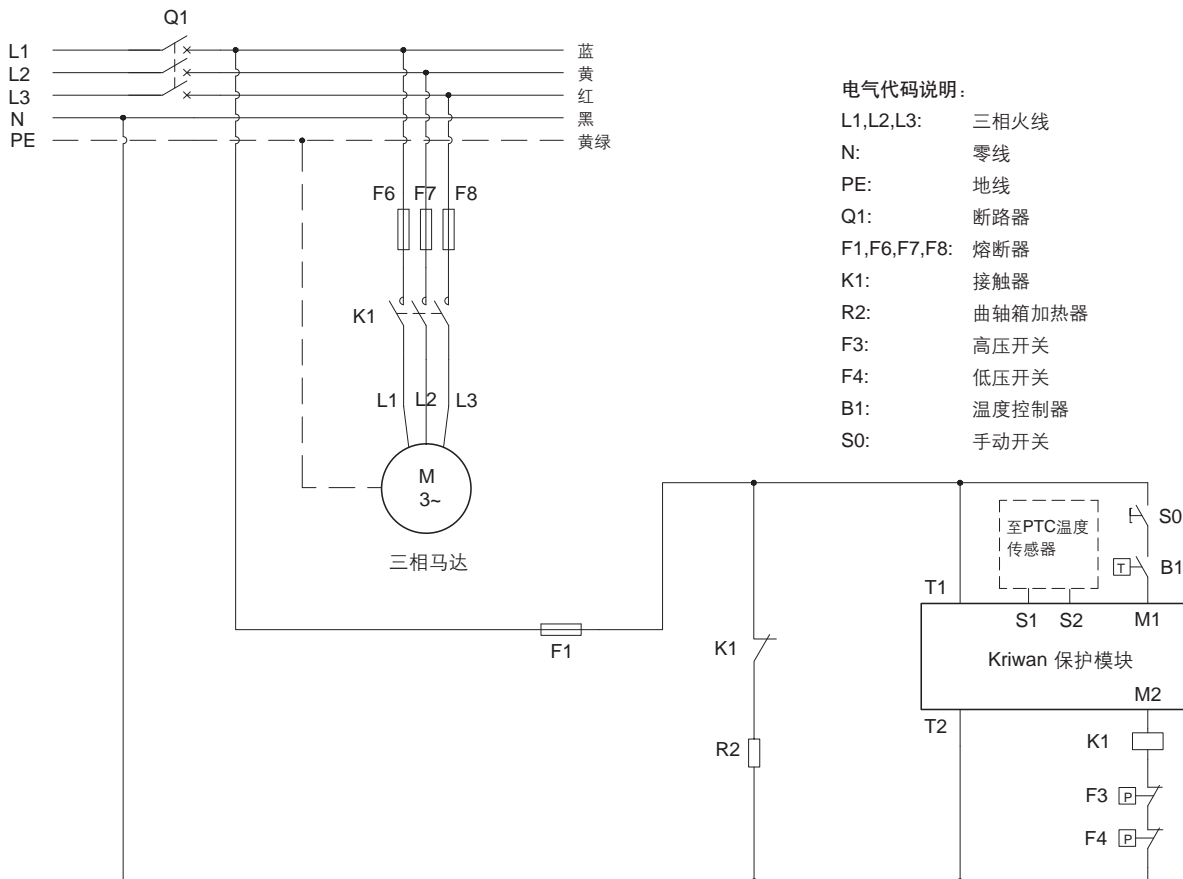 Q1
L1
蓝
L2
黄
L3
红
N
黑
PE
黄绿
F6
F7
F8
K1
L1
L2
L3
M
3~
三相马达
电气代码说明:
L1,L2,L3: 三相火线
N: 零线
PE: 地线
Q1: 断路器
F1,F6,F7,F8: 熔断器
K1: 接触器
R2: 曲轴箱加热器
F3: 高压开关
F4: 低压开关
B1: 温度控制器
S0: 手动开关
F1
K1
R2
至PTC温度
传感器
S0
T
B1
T1
S1
S2
M1
Kriwan 保护模块
M2
T2
K1
F3
P
F4
P